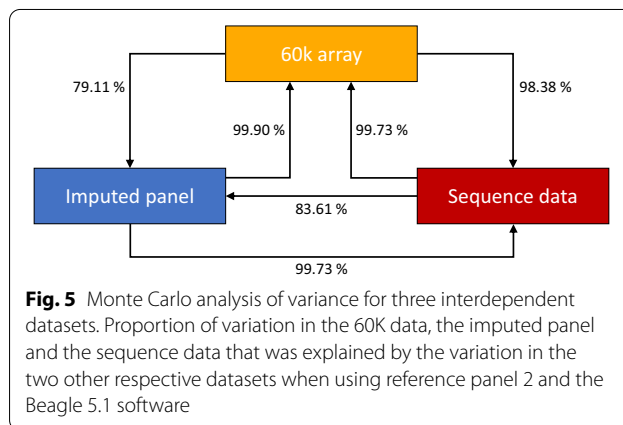 60k array
79.11 %
98.38 %
99.90 %
99.73 %
Imputed panel
Sequence data
83.61 %
99.73 %
Fig. 5 Monte Carlo analysis of variance for three interdependent
datasets. Proportion of variation in the 60K data, the imputed panel
and the sequence data that was explained by the variation in the
two other respective datasets when using reference panel 2 and the
Beagle 5.1 software